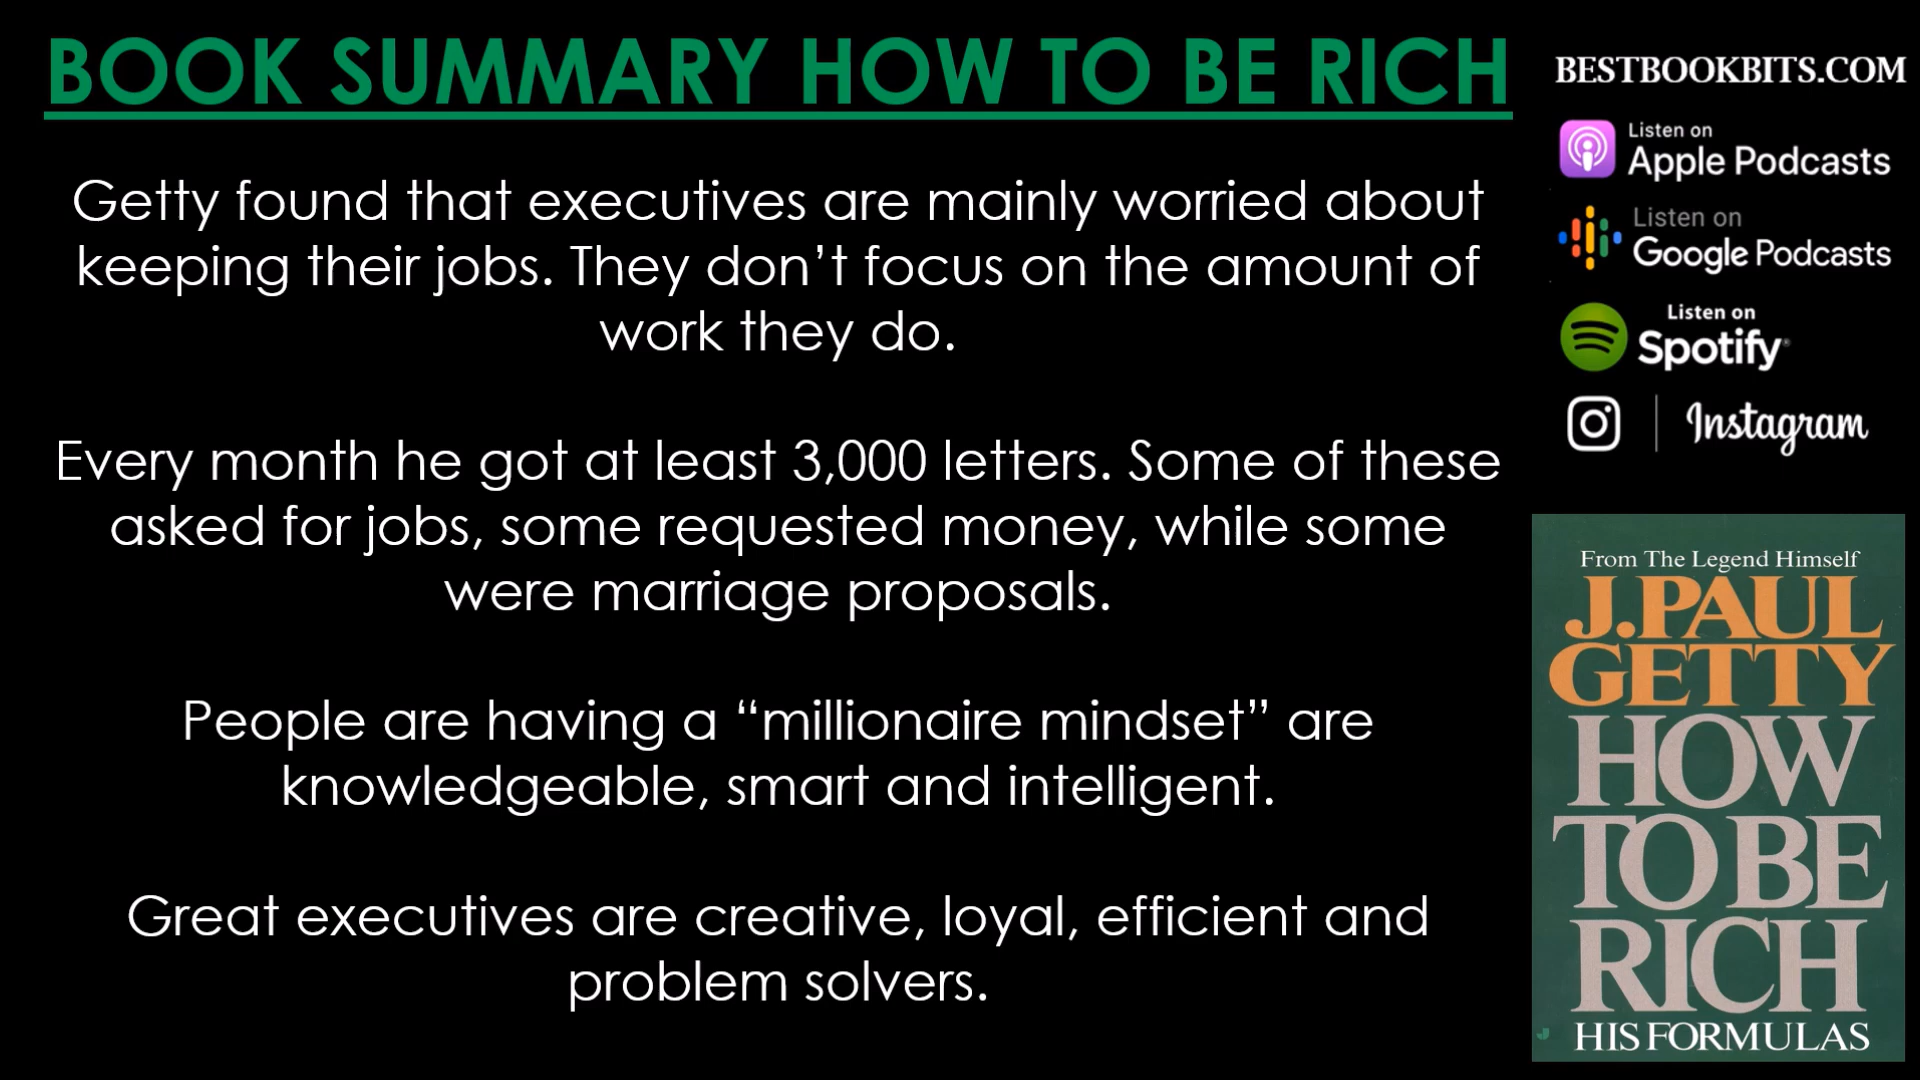 BOOK SUMMARY HOW TO BE RICH
Getty found that executives are mainly worried about
keeping their jobs. They don’t focus on the amount of
work they do.
Every month he got at least 3,000 letters. Some of these
asked for jobs, some requested money, while some
were marriage proposals.
People are having a “millionaire mindset” are
knowledgeable, smart and intelligent.
Great executives are creative, loyal, efficient and
problem solvers.
BESTBOOKBITS.COM
Listen on
Apple Podcasts
Listen on
Google Podcasts
Listen on
Spotify
Instagram
From The Legend Himself
J.PAUL
GETTY
HOW
TO BE
RICH
HIS FORMULAS